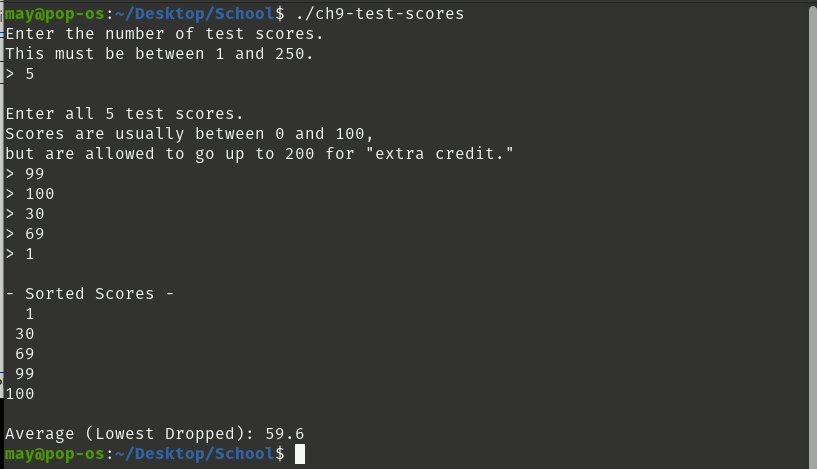 may@pop-os:~/Desktop/School$ ./ch9-test-scores
Enter the number of test scores.
This must be between 1 and 250.
> 5
Enter all 5 test scores.
Scores are usually between 0 and 100,
but are allowed to go up to 200 for "extra credit."
> 99
> 100
> 30
> 69
> 1
- Sorted Scores -
1
30
69
99
100
Average (Lowest Dropped): 59.6
may@pop-os:~/Desktop/School$